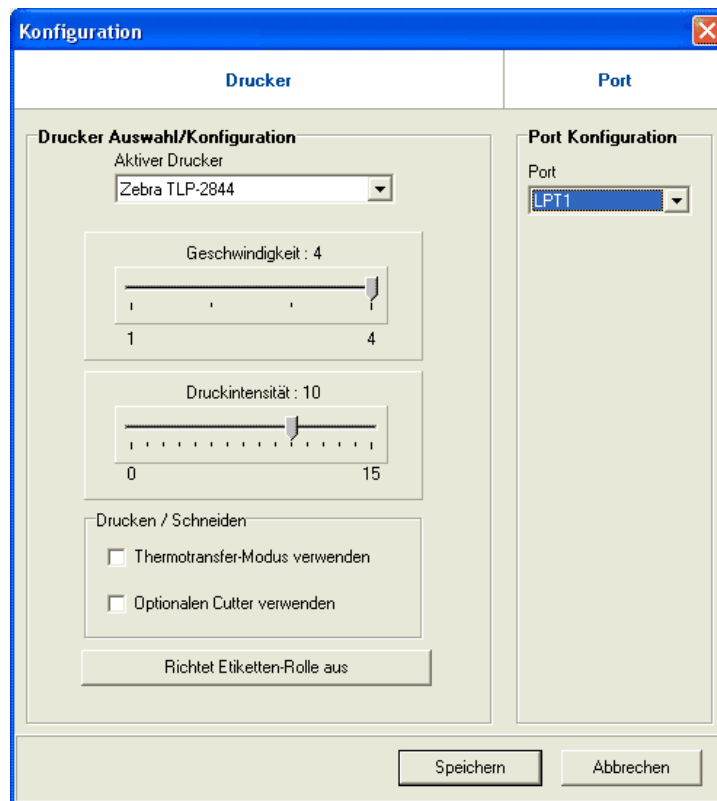 Konfiguration
Drucker
Port
Drucker Auswahl/Konfiguration
Aktiver Drucker
Zebra TLP-2844
Geschwindigkeit : 4
1 4
Druckintensität : 10
0 15
Drucken / Schneiden
Thermotransfer-Modus verwenden
Optionalen Cutter verwenden
Richtet Etiketten-Rolle aus
Port Konfiguration
Port
LPT1
Speichern
Abbrechen